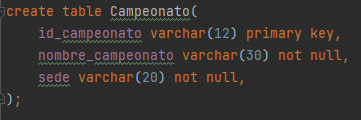 create table Campeonato(
id_campeonato varchar(12) primary key,
nombre_campeonato varchar(30) not null,
sede varchar(20) not null,
);